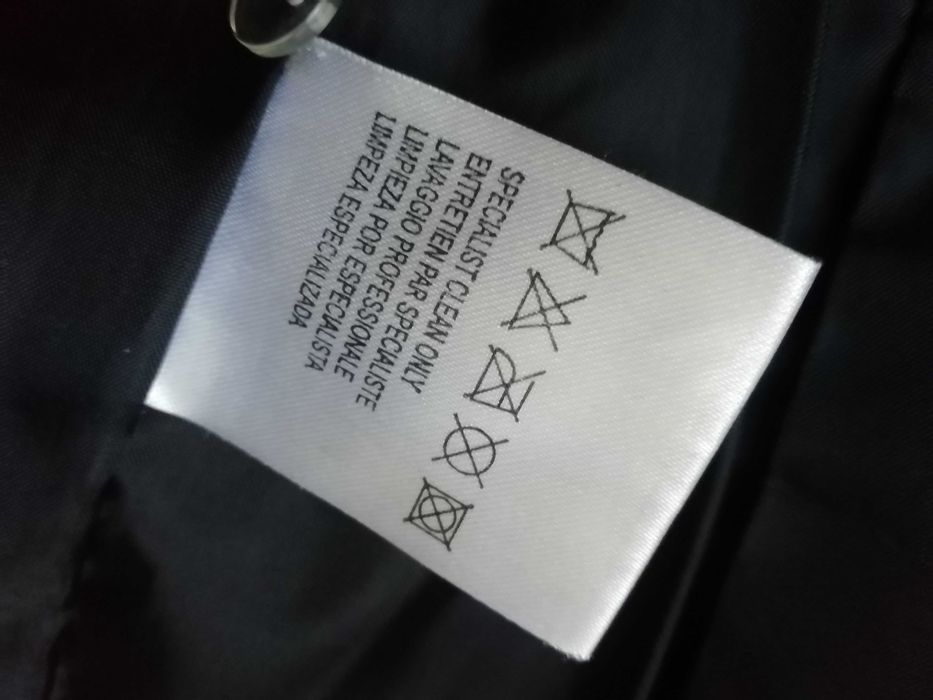 SPECIALIST CLEAN ONLY
ENTRETIEN PAR SPECIALISTE
LAVAGGIO PROFESSIONALE
LIMPIEZA POR ESPECIALISTA
LIMPEZA ESPECIALIZADA